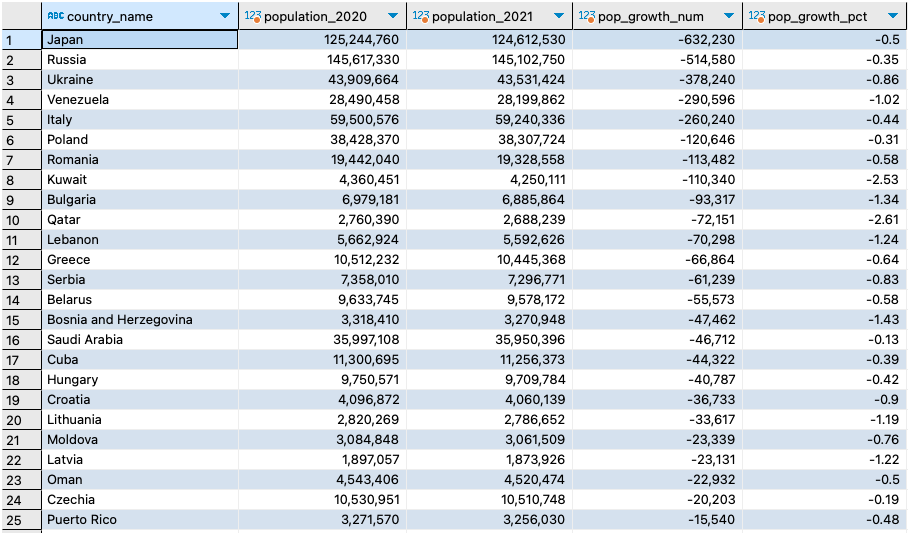 ABC country_name 123 population_2020 123 population_2021 123 pop_growth_num 123 pop_growth_pct
1 Japan 125,244,760 124,612,530 -632,230 -0.5
2 Russia 145,617,330 145,102,750 -514,580 -0.35
3 Ukraine 43,909,664 43,531,424 -378,240 -0.86
4 Venezuela 28,490,458 28,199,862 -290,596 -1.02
5 Italy 59,500,576 59,240,336 -260,240 -0.44
6 Poland 38,428,370 38,307,724 -120,646 -0.31
7 Romania 19,442,040 19,328,558 -113,482 -0.58
8 Kuwait 4,360,451 4,250,111 -110,340 -2.53
9 Bulgaria 6,979,181 6,885,864 -93,317 -1.34
10 Qatar 2,760,390 2,688,239 -72,151 -2.61
11 Lebanon 5,662,924 5,592,626 -70,298 -1.24
12 Greece 10,512,232 10,445,368 -66,864 -0.64
13 Serbia 7,358,010 7,296,771 -61,239 -0.83
14 Belarus 9,633,745 9,578,172 -55,573 -0.58
15 Bosnia and Herzegovina 3,318,410 3,270,948 -47,462 -1.43
16 Saudi Arabia 35,997,108 35,950,396 -46,712 -0.13
17 Cuba 11,300,695 11,256,373 -44,322 -0.39
18 Hungary 9,750,571 9,709,784 -40,787 -0.42
19 Croatia 4,096,872 4,060,139 -36,733 -0.9
20 Lithuania 2,820,269 2,786,652 -33,617 -1.19
21 Moldova 3,084,848 3,061,509 -23,339 -0.76
22 Latvia 1,897,057 1,873,926 -23,131 -1.22
23 Oman 4,543,406 4,520,474 -22,932 -0.5
24 Czechia 10,530,951 10,510,748 -20,203 -0.19
25 Puerto Rico 3,271,570 3,256,030 -15,540 -0.48